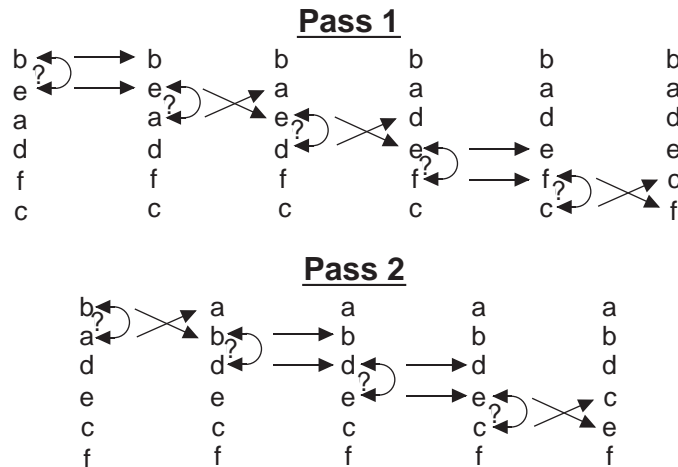 Pass 1
b b b b b b
? e e a a a a
e ? a e d d d
a d ? d e e e
d f f ? f f c
f c c c ? c f
c
Pass 2
b a a a a
? a b b b b
a ? d d d d
d e ? e e c
e c c ? c e
c f f f f
f